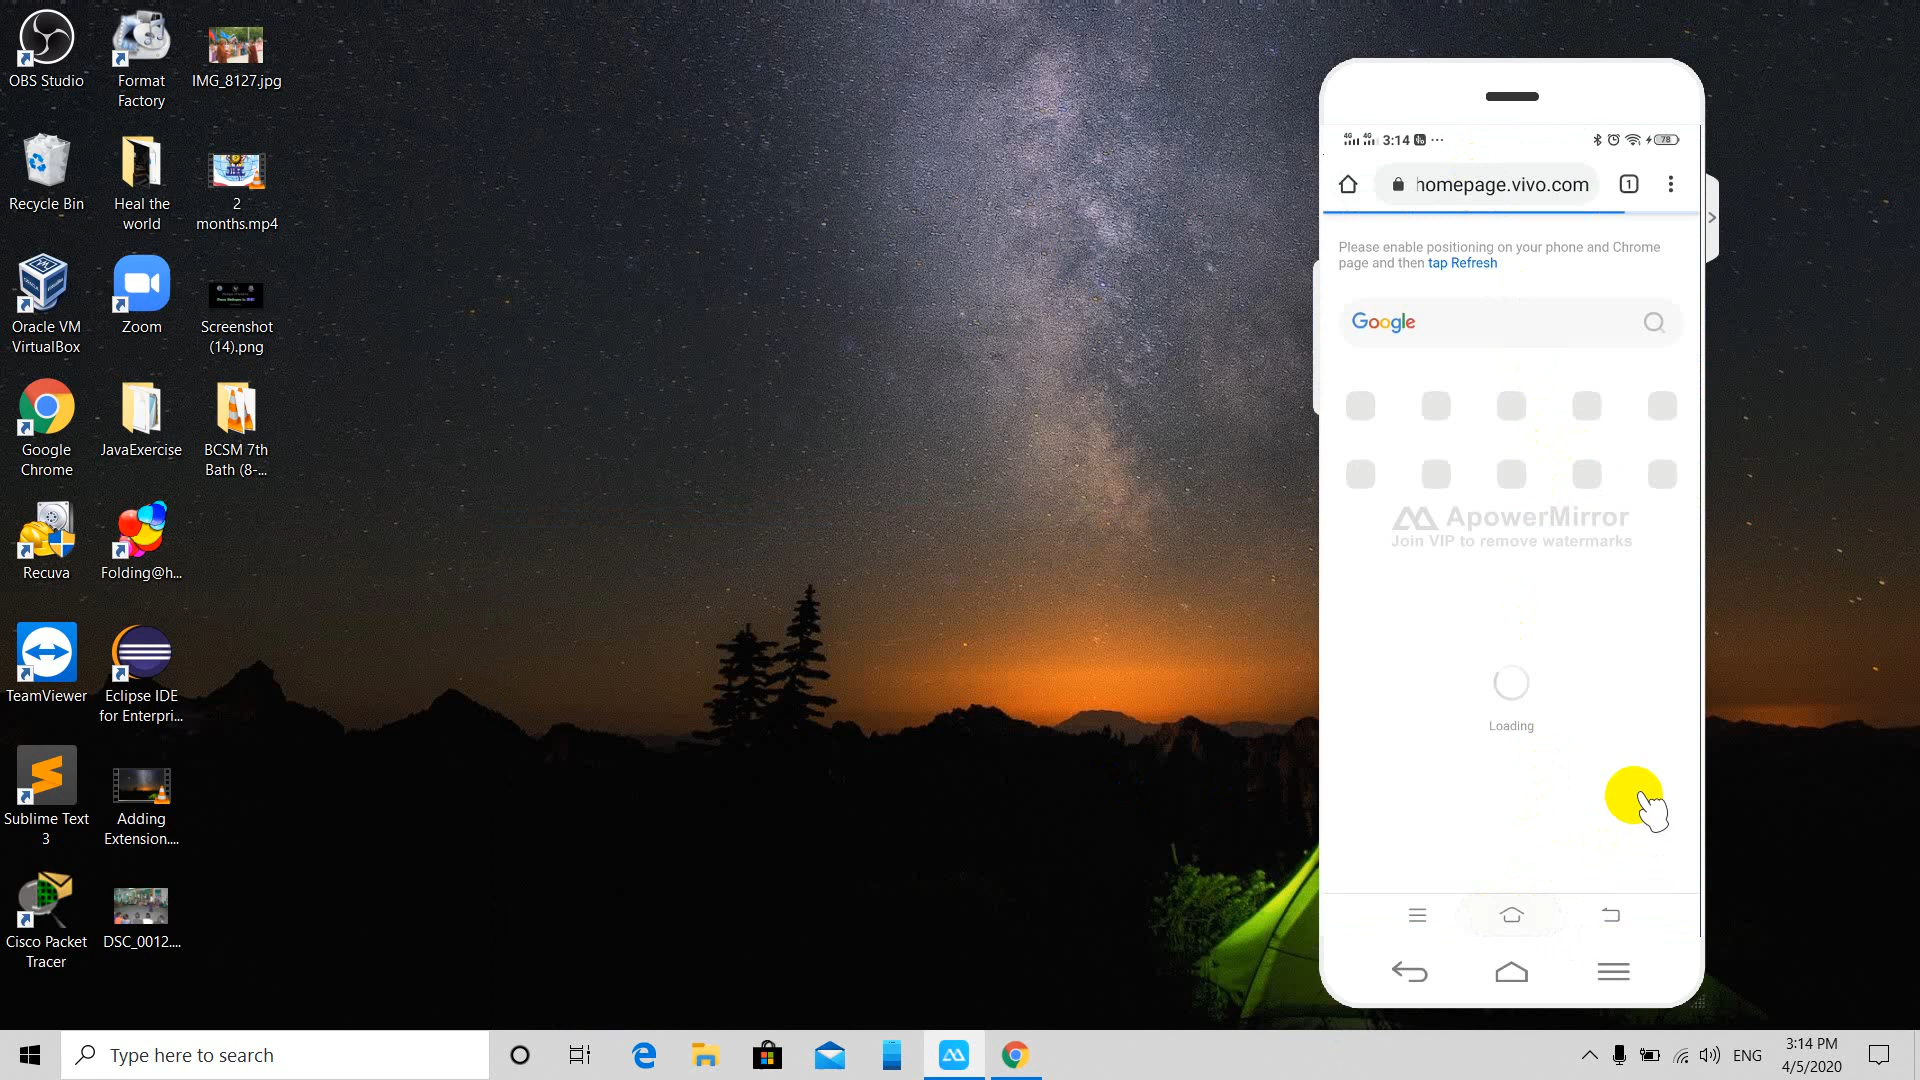 OBS Studio
Format
Factory
IMG_8127.jpg
Recycle Bin
Heal the
world
2
months.mp4
Oracle VM
VirtualBox
Zoom
Screenshot
(14).png
Google
Chrome
JavaExercise
BCSM 7th
Bath (8-...
Recuva
Folding@h...
TeamViewer
Eclipse IDE
for Enterpri...
Sublime Text
3
Adding
Extension....
Cisco Packet
Tracer
DSC_0012....
4G 4G 3:14 78
homepage.vivo.com 1
Please enable positioning on your phone and Chrome
page and then tap Refresh
Google
ApowerMirror
Join VIP to remove watermarks
Loading
Type here to search
ENG
3:14 PM
4/5/2020